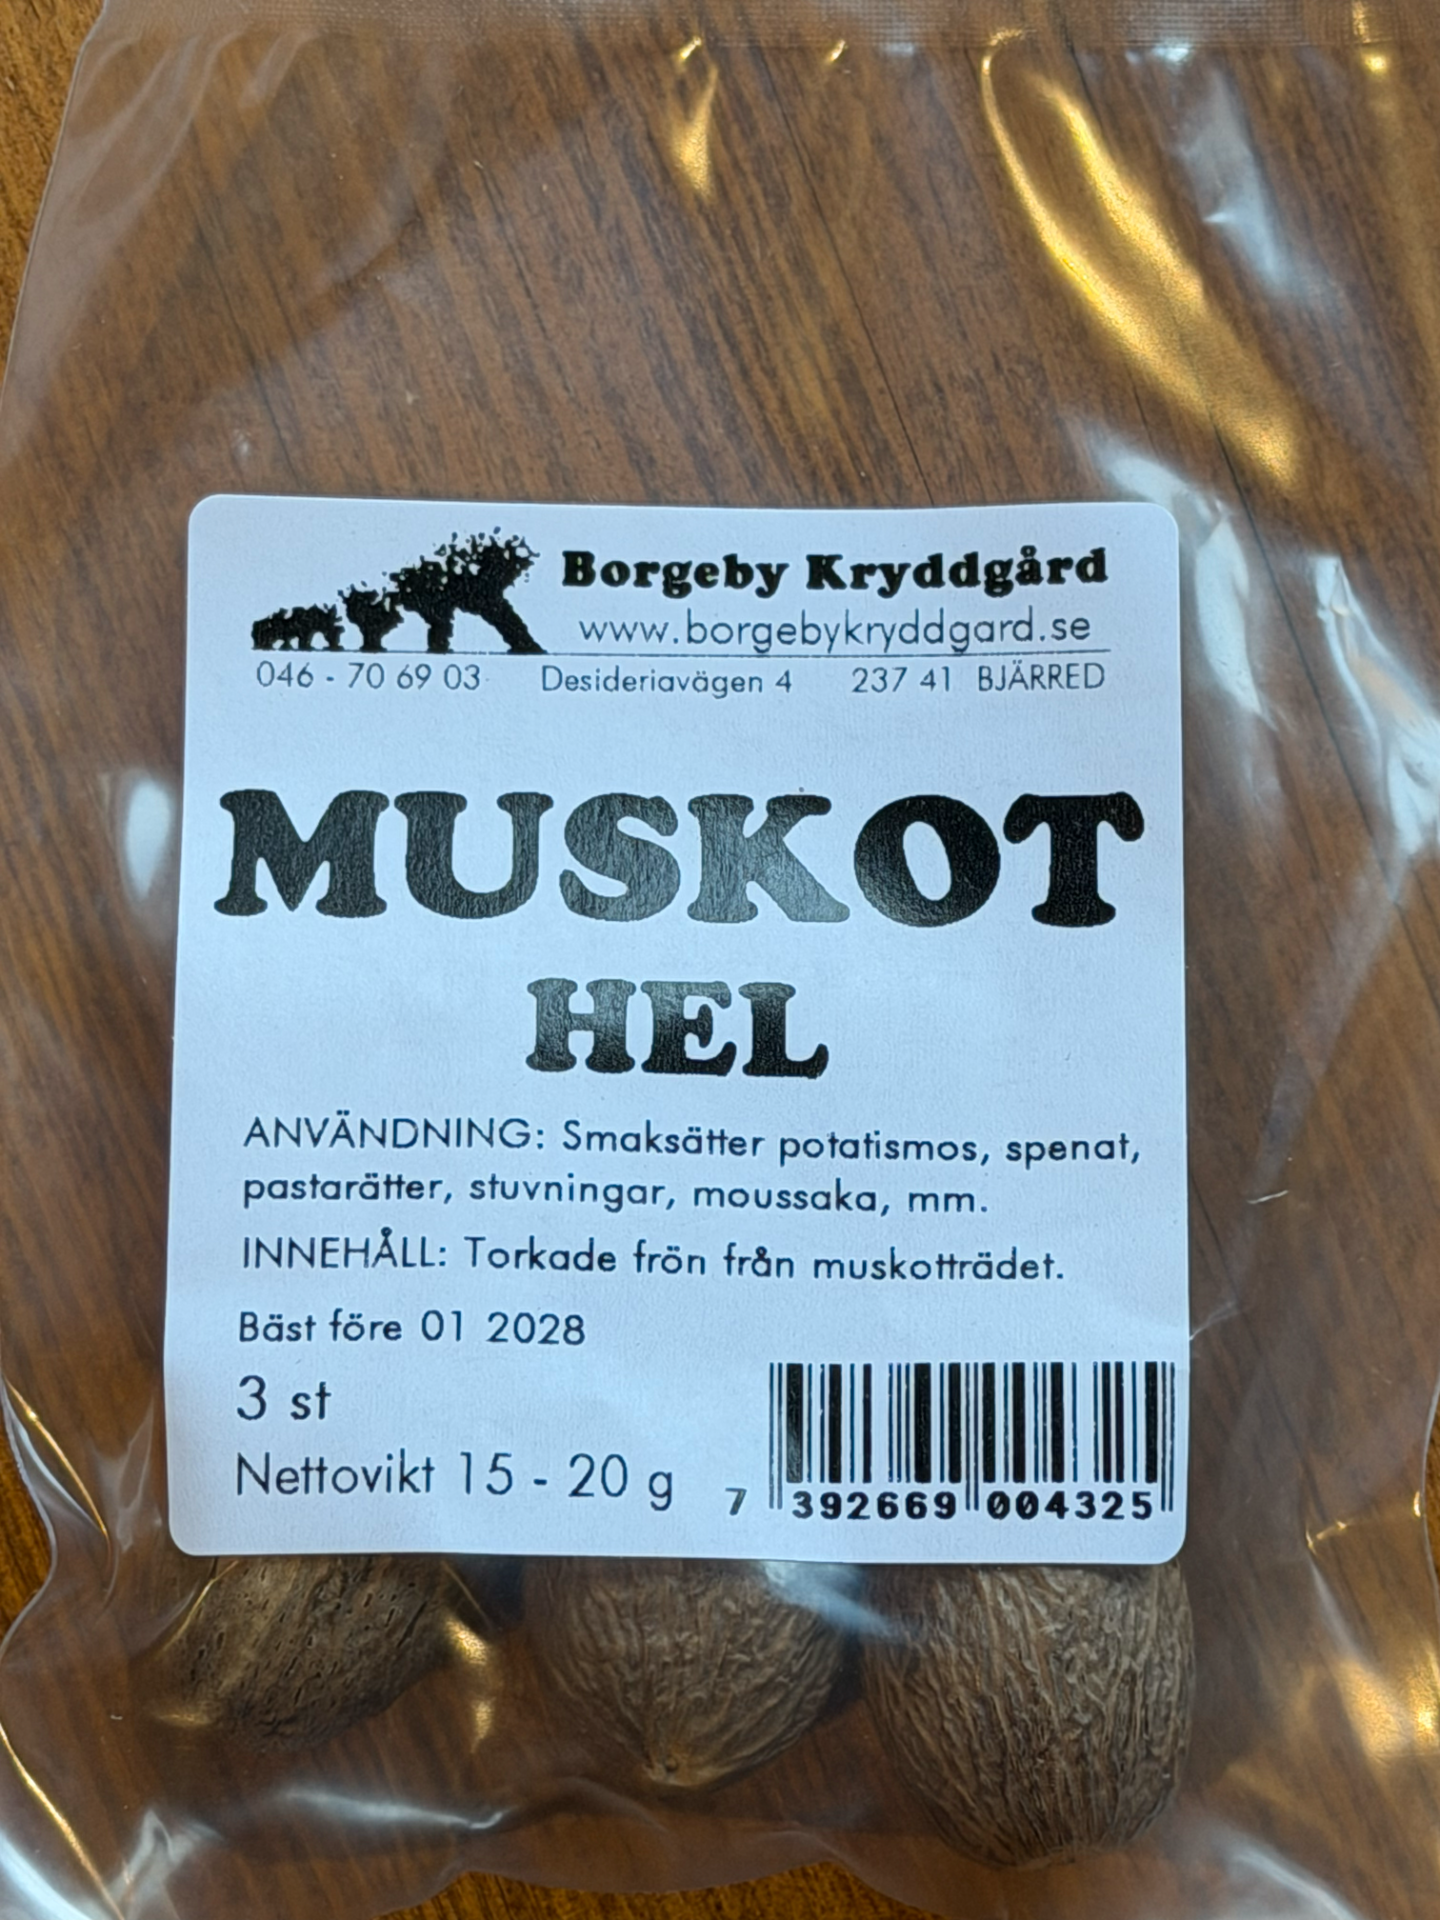 Borgeby Kryddgård
www.borgebykryddgard.se
046 - 70 69 03 Desideriavägen 4 237 41 BJÄRRED
MUSKOT
HEL
ANVÄNDNING: Smaksätter potatismos, spenat,
pastarätter, stuvningar, moussaka, mm.
INNEHÅLL: Torkade frön från muskotträdet.
Bäst före 01 2028
3 st
Nettovikt 15 - 20 g
7 392669 004325